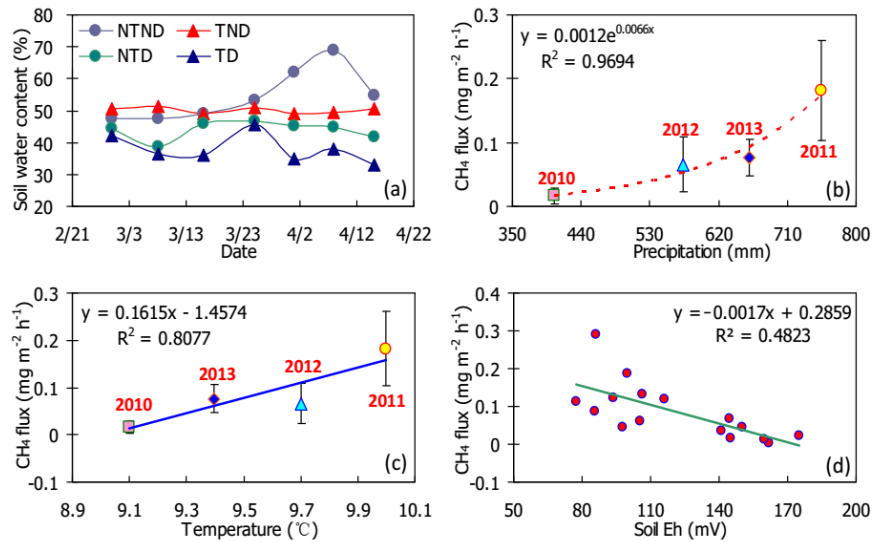 80
70
60
50
40
30
20
Soil water content (%)
NTND
TND
NTD
TD
(a)
2/21
3/3
3/13
3/23
4/2
4/12
4/22
Date
0.3
0.2
0.1
0
CH₄ flux (mg m⁻² h⁻¹)
y = 0.0012e^0.0066x
R² = 0.9694
2010
2012
2013
2011
(b)
350
440
530
620
710
800
Precipitation (mm)
0.3
0.2
0.1
0
-0.1
CH₄ flux (mg m⁻² h⁻¹)
y = 0.1615x - 1.4574
R² = 0.8077
2010
2013
2012
2011
(c)
8.9
9.1
9.3
9.5
9.7
9.9
10.1
Temperature (℃)
0.4
0.3
0.2
0.1
0
-0.1
CH₄ flux (mg m⁻² h⁻¹)
y =−0.0017x + 0.2859
R² = 0.4823
(d)
50
80
110
140
170
200
Soil Eh (mV)